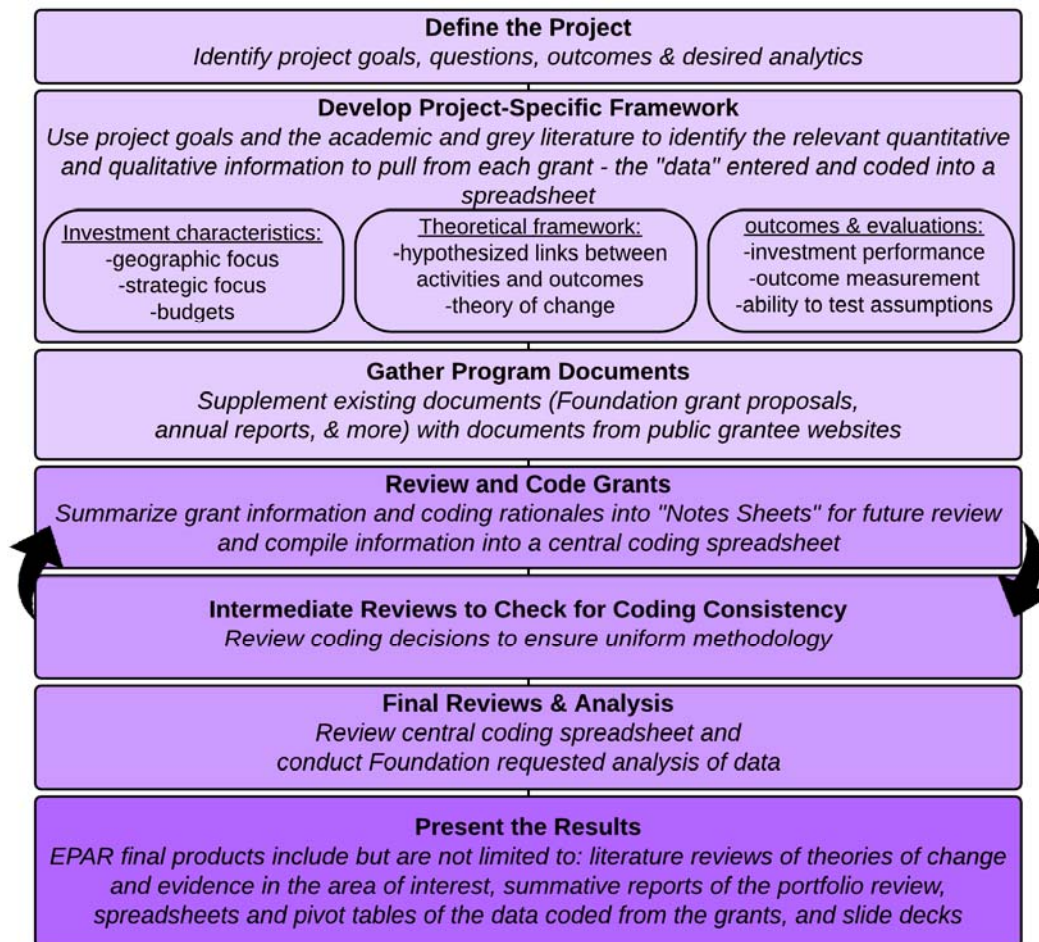 Define the Project
Identify project goals, questions, outcomes & desired analytics
Develop Project-Specific Framework
Use project goals and the academic and grey literature to identify the relevant quantitative
and qualitative information to pull from each grant - the "data" entered and coded into a
spreadsheet
Investment characteristics:
-geographic focus
-strategic focus
-budgets
Theoretical framework:
-hypothesized links between
activities and outcomes
-theory of change
outcomes & evaluations:
-investment performance
-outcome measurement
-ability to test assumptions
Gather Program Documents
Supplement existing documents (Foundation grant proposals,
annual reports, & more) with documents from public grantee websites
Review and Code Grants
Summarize grant information and coding rationales into "Notes Sheets" for future review
and compile information into a central coding spreadsheet
Intermediate Reviews to Check for Coding Consistency
Review coding decisions to ensure uniform methodology
Final Reviews & Analysis
Review central coding spreadsheet and
conduct Foundation requested analysis of data
Present the Results
EPAR final products include but are not limited to: literature reviews of theories of change
and evidence in the area of interest, summative reports of the portfolio review,
spreadsheets and pivot tables of the data coded from the grants, and slide decks